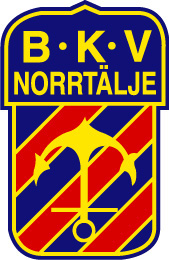 B · K · V
NORRTÄLJE